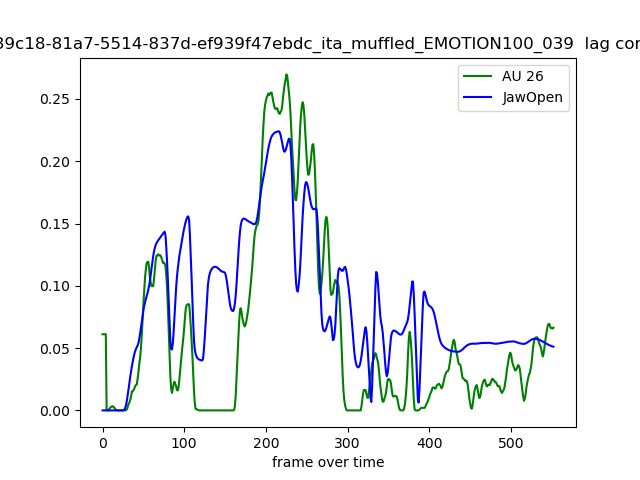 39c18-81a7-5514-837d-ef939f47ebdc_ita_muffled_EMOTION100_039  lag cor
AU 26
JawOpen
0.25
0.20
0.15
0.10
0.05
0.00
0 100 200 300 400 500
frame over time